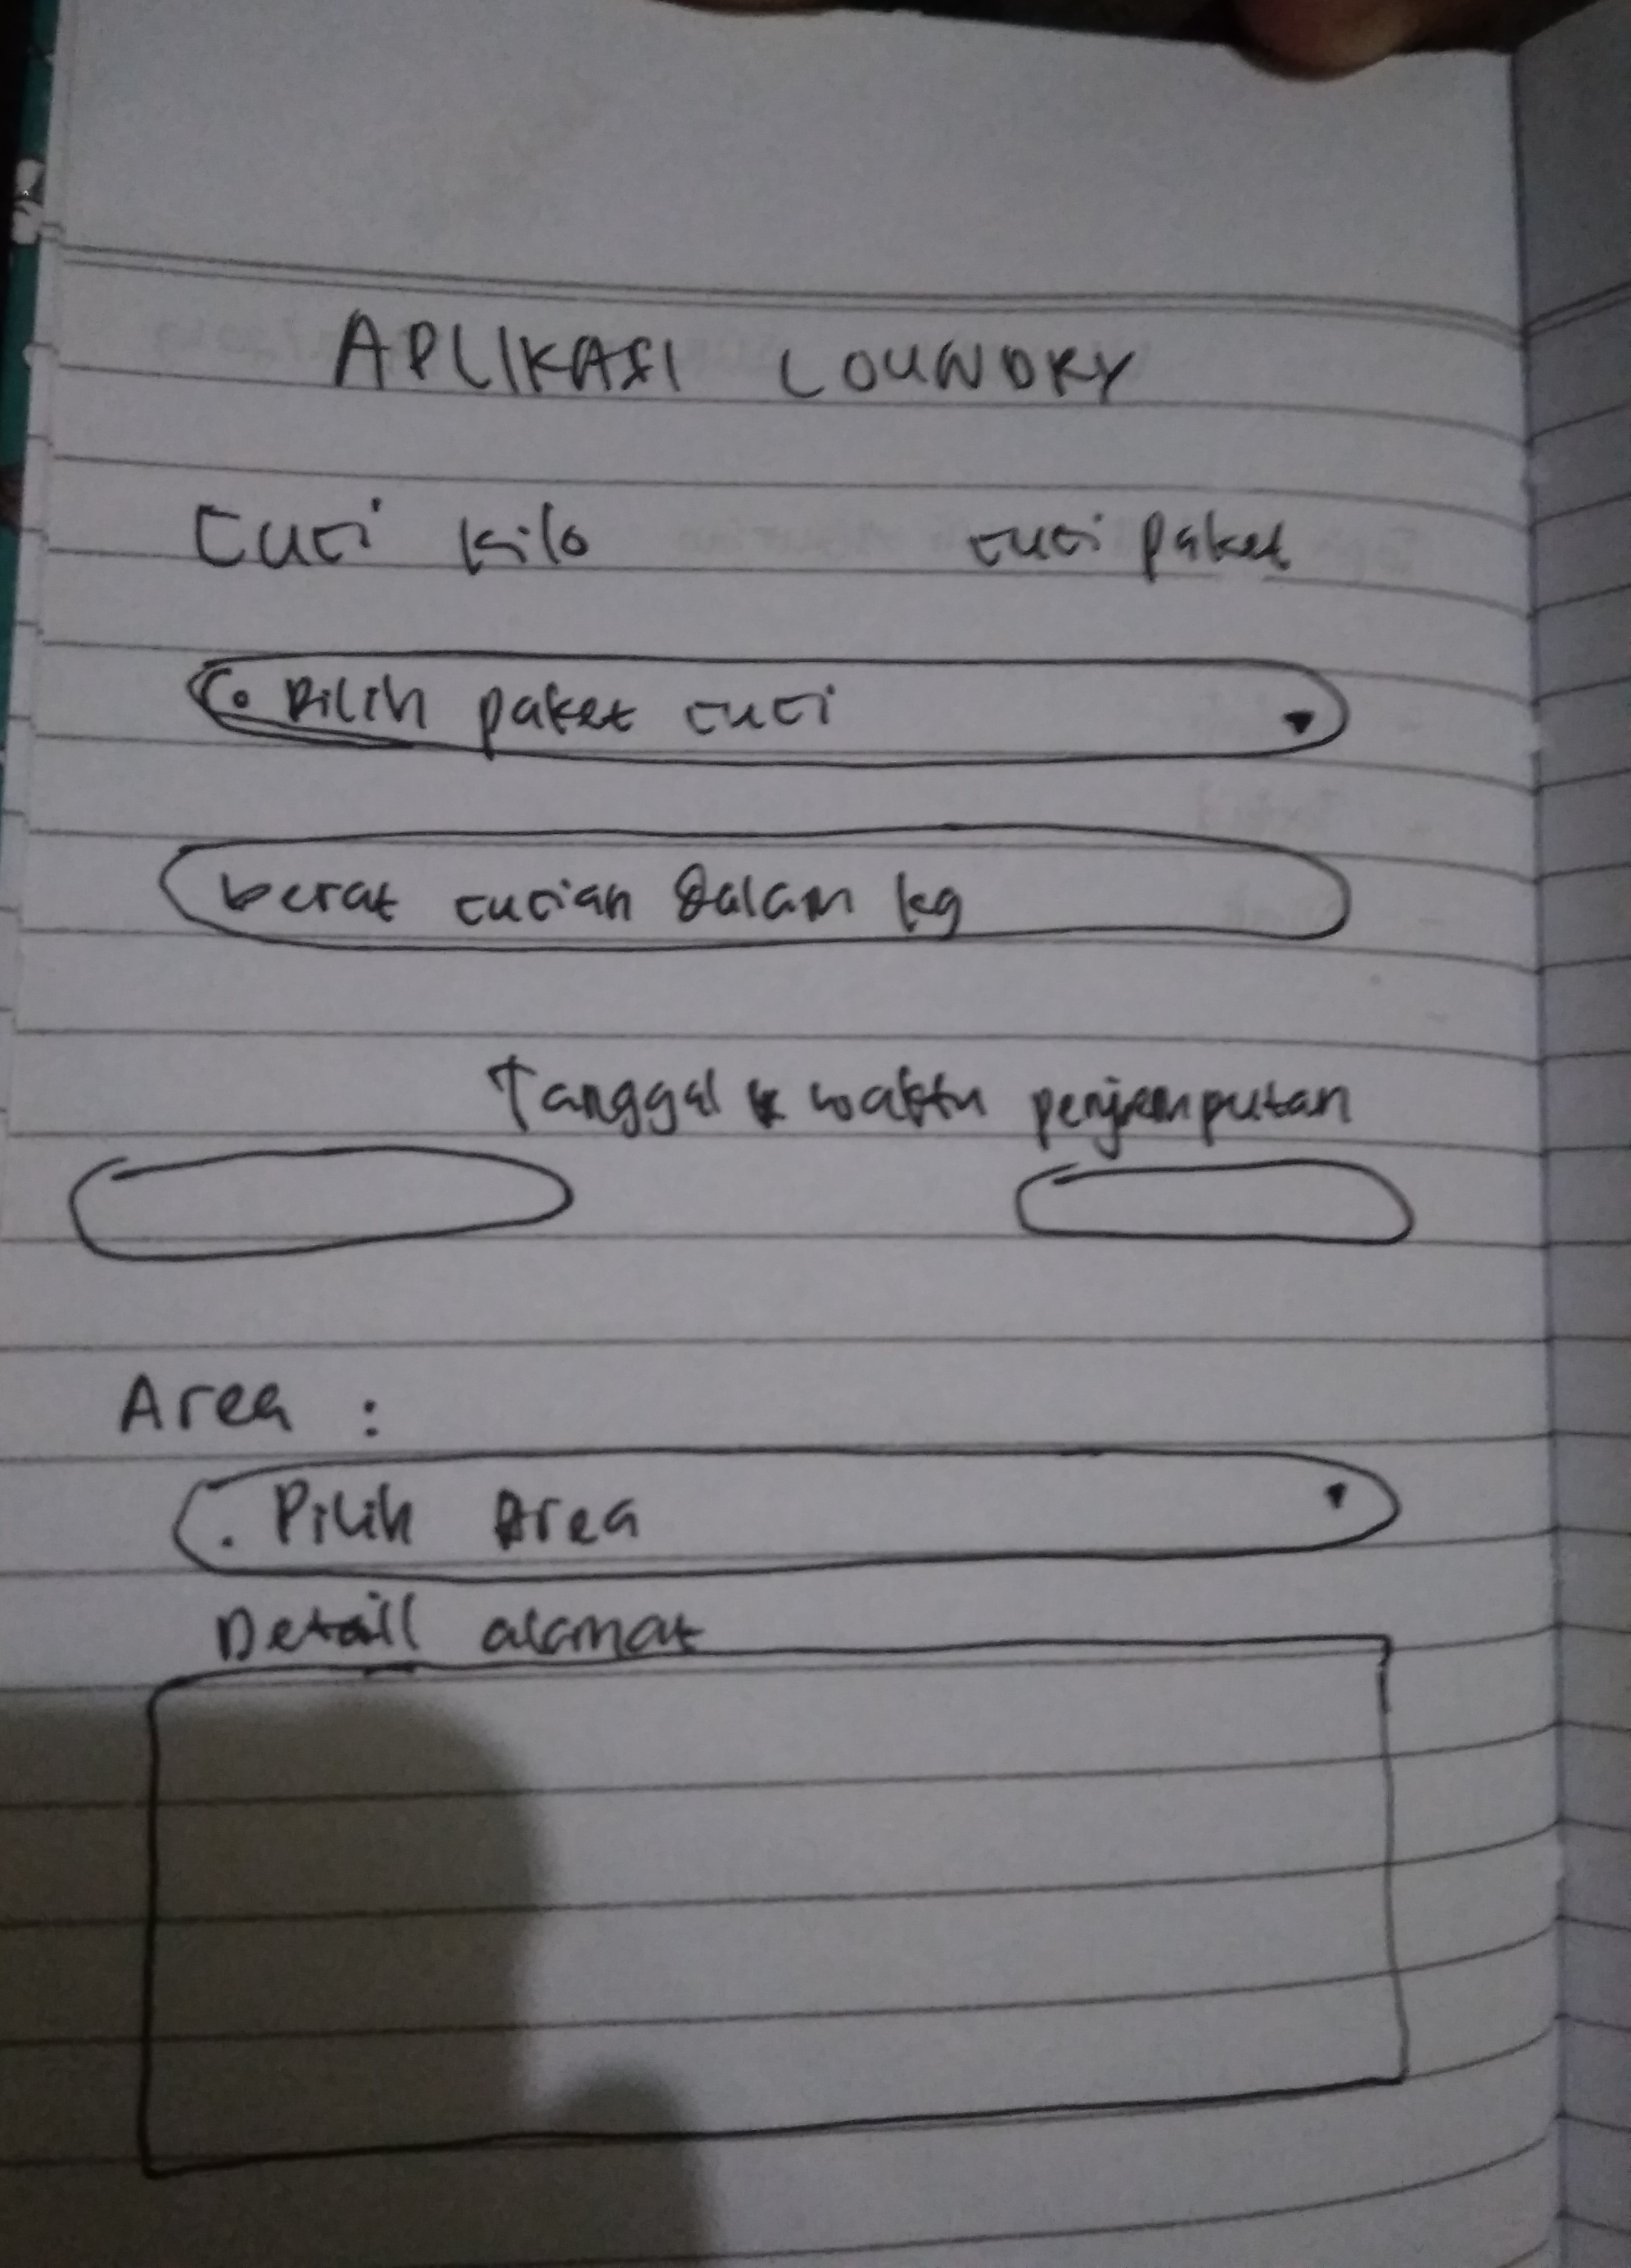 APLIKASI LOUNDRY
Cuci kilo cuci paket
Pilih paket cuci
berat cucian dalam kg
Tanggal & waktu penjemputan
Area :
. Pilih Area
Detail alamat